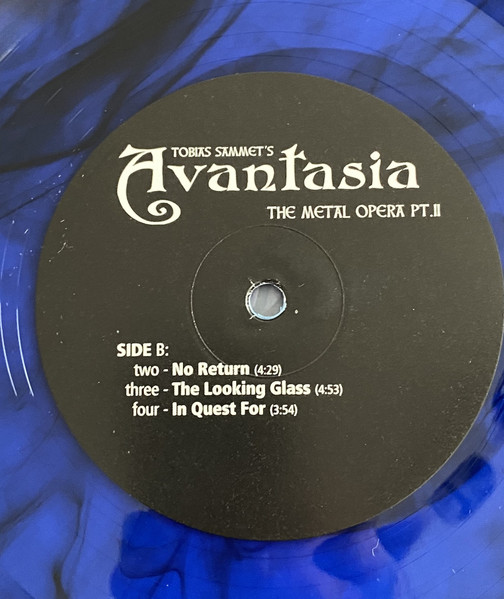 TOBIAS SAMMET'S
Avantasia
THE METAL OPERA PT.II
SIDE B:
two - No Return (4:29)
three - The Looking Glass (4:53)
four - In Quest For (3:54)